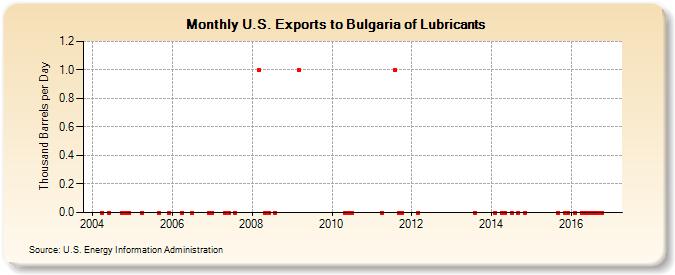 Monthly U.S. Exports to Bulgaria of Lubricants
Thousand Barrels per Day
1.2
1.0
0.8
0.6
0.4
0.2
0.0
2004 2006 2008 2010 2012 2014 2016
Source: U.S. Energy Information Administration